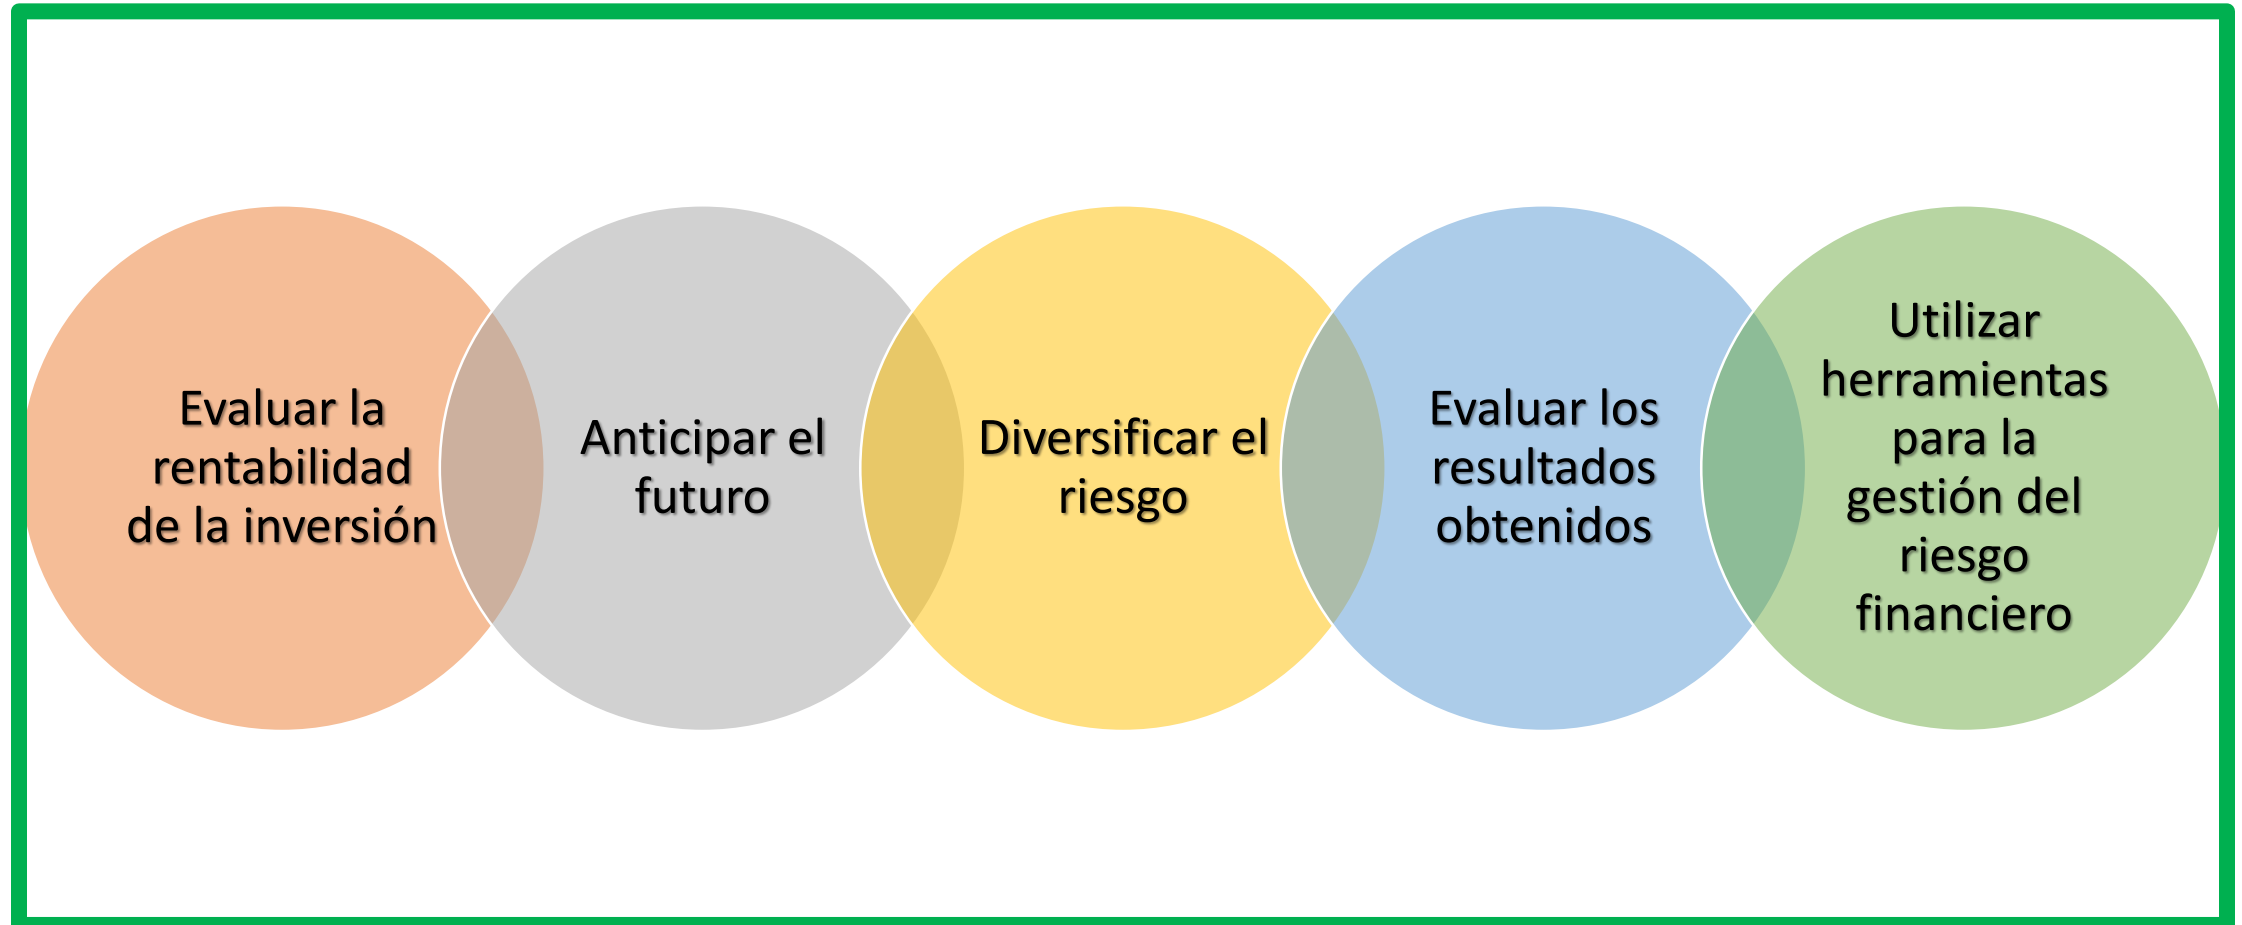 Evaluar la
rentabilidad
de la inversión
Anticipar el
futuro
Diversificar el
riesgo
Evaluar los
resultados
obtenidos
Utilizar
herramientas
para la
gestión del
riesgo
financiero